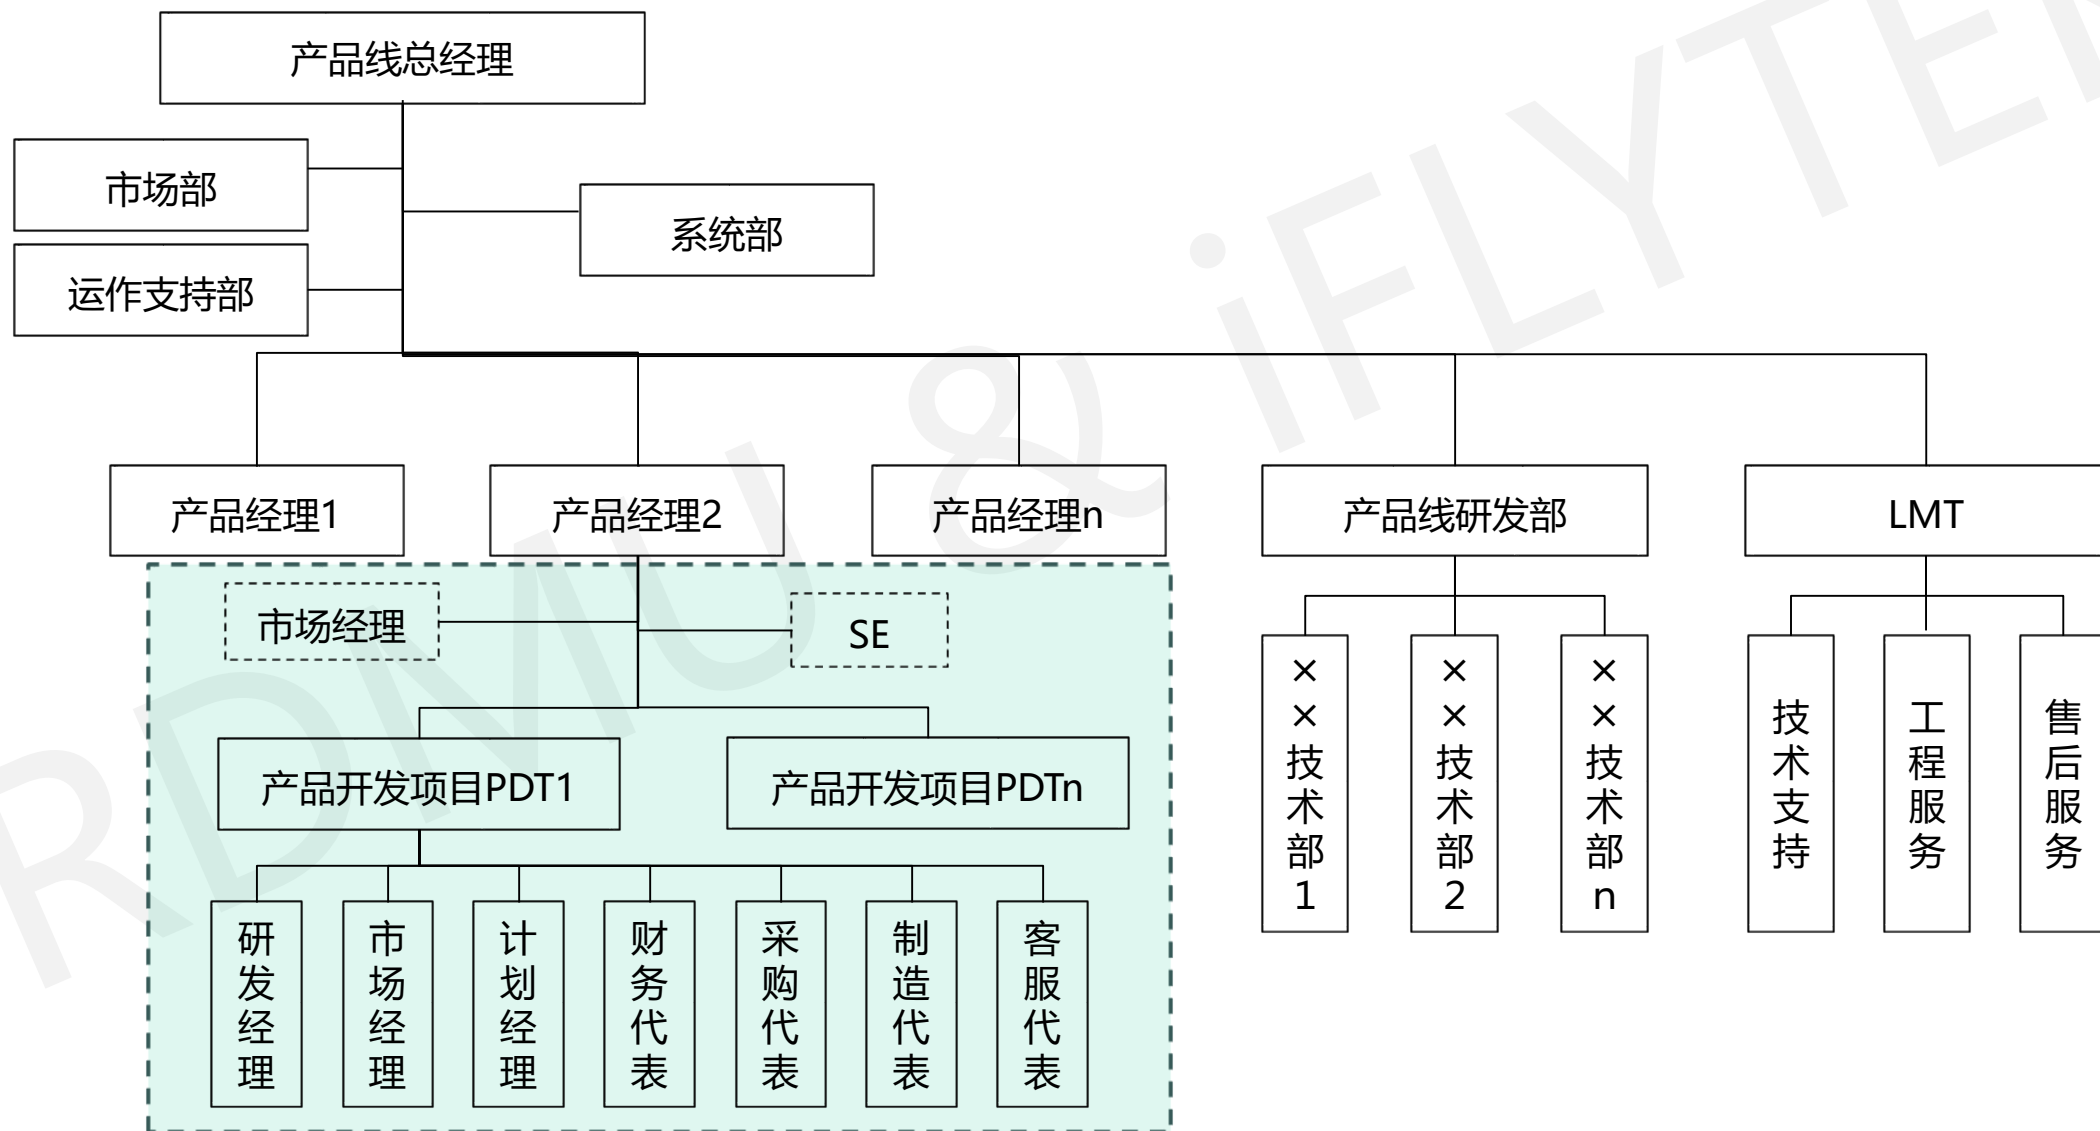 产品线总经理
市场部
系统部
运作支持部
产品经理1
产品经理2
产品经理n
产品线研发部
LMT
市场经理
SE
产品开发项目PDT1
产品开发项目PDTn
××技术部1
××技术部2
××技术部n
技术支持
工程服务
售后服务
研发经理
市场经理
计划经理
财务代表
采购代表
制造代表
客服代表
RDMU & iFLYTE